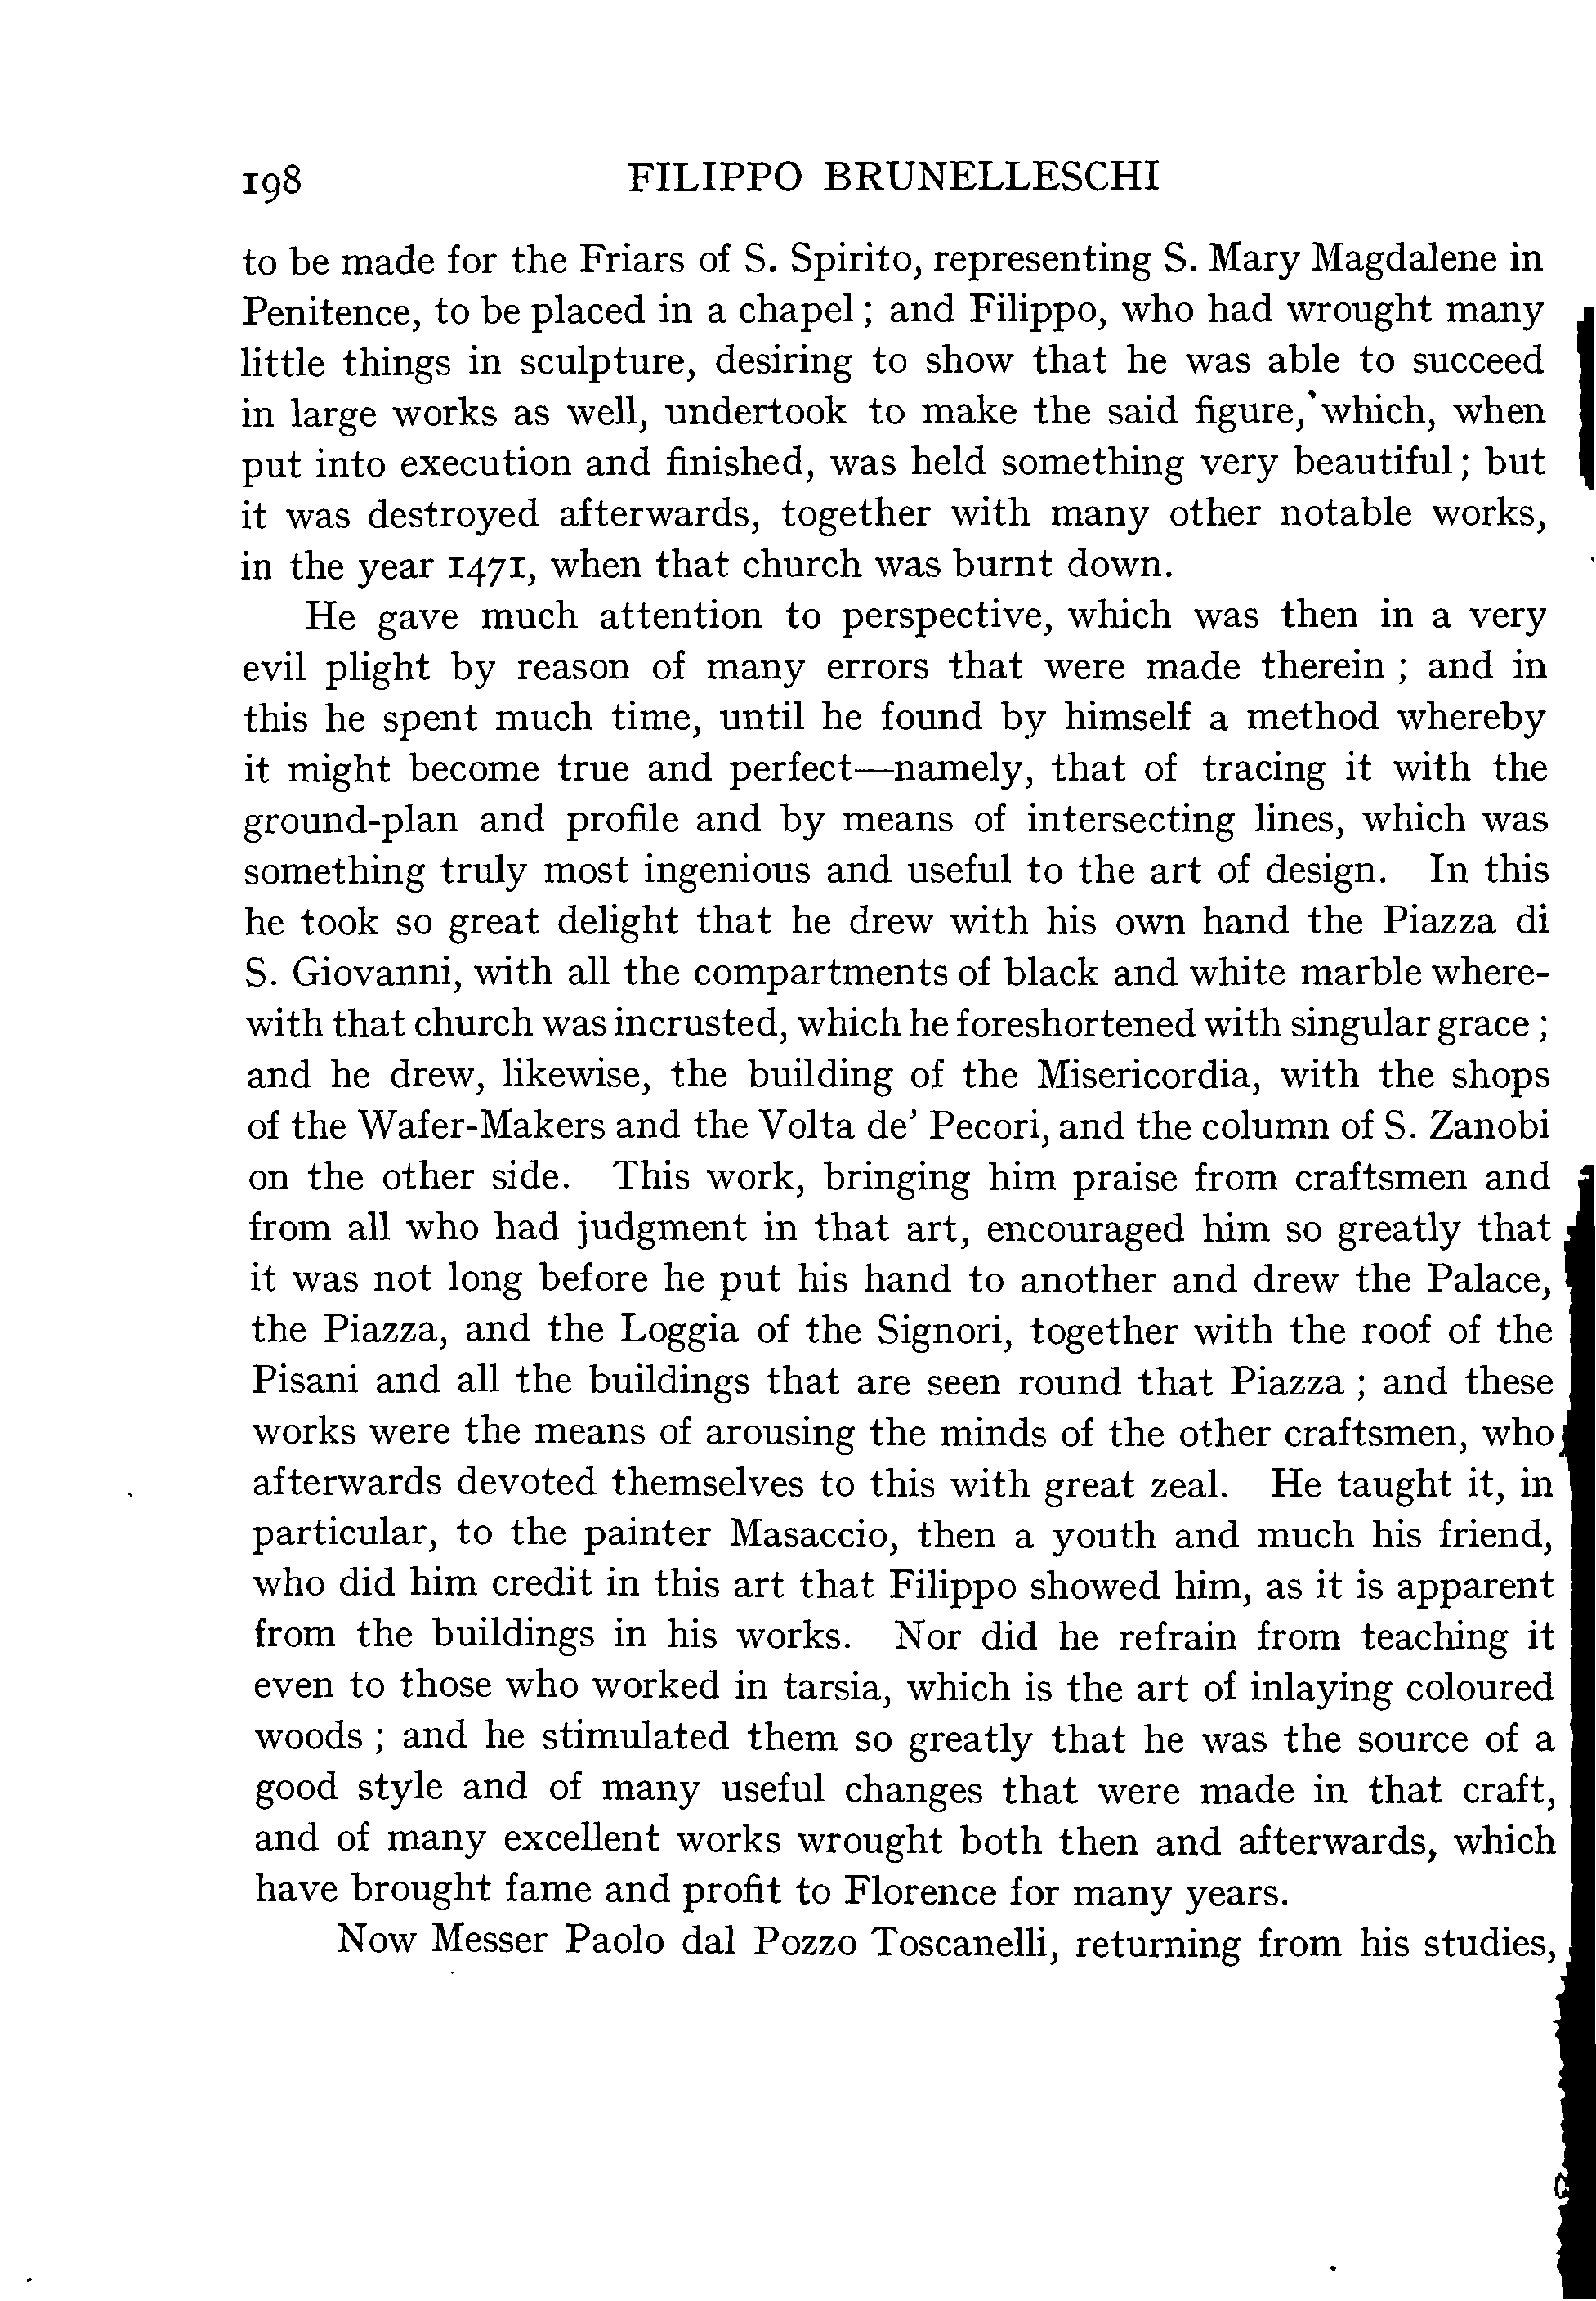 198 FILIPPO BRUNELLESCHI
to be made for the Friars of S. Spirito, representing S. Mary Magdalene in
Penitence, to be placed in a chapel ; and Filippo, who had wrought many
little things in sculpture, desiring to show that he was able to succeed
in large works as well, undertook to make the said figure, which, when
put into execution and finished, was held something very beautiful ; but
it was destroyed afterwards, together with many other notable works,
in the year 1471, when that church was burnt down.
He gave much attention to perspective, which was then in a very
evil plight by reason of many errors that were made therein ; and in
this he spent much time, until he found by himself a method whereby
it might become true and perfect—namely, that of tracing it with the
ground-plan and profile and by means of intersecting lines, which was
something truly most ingenious and useful to the art of design. In this
he took so great delight that he drew with his own hand the Piazza di
S. Giovanni, with all the compartments of black and white marble where-
with that church was incrusted, which he foreshortened with singular grace ;
and he drew, likewise, the building of the Misericordia, with the shops
of the Wafer-Makers and the Volta de' Pecori, and the column of S. Zanobi
on the other side. This work, bringing him praise from craftsmen and
from all who had judgment in that art, encouraged him so greatly that
it was not long before he put his hand to another and drew the Palace,
the Piazza, and the Loggia of the Signori, together with the roof of the
Pisani and all the buildings that are seen round that Piazza ; and these
works were the means of arousing the minds of the other craftsmen, who
afterwards devoted themselves to this with great zeal. He taught it, in
particular, to the painter Masaccio, then a youth and much his friend,
who did him credit in this art that Filippo showed him, as it is apparent
from the buildings in his works. Nor did he refrain from teaching it
even to those who worked in tarsia, which is the art of inlaying coloured
woods ; and he stimulated them so greatly that he was the source of a
good style and of many useful changes that were made in that craft,
and of many excellent works wrought both then and afterwards, which
have brought fame and profit to Florence for many years.
Now Messer Paolo dal Pozzo Toscanelli, returning from his studies,